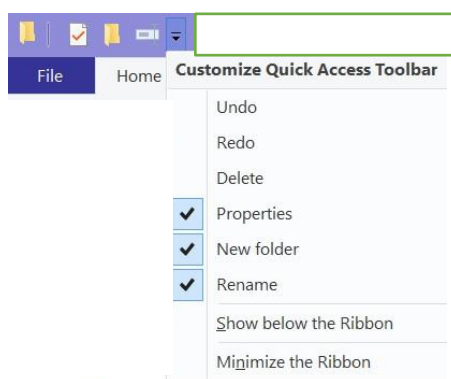 File Home
Customize Quick Access Toolbar
Undo
Redo
Delete
Properties
New folder
Rename
Show below the Ribbon
Minimize the Ribbon